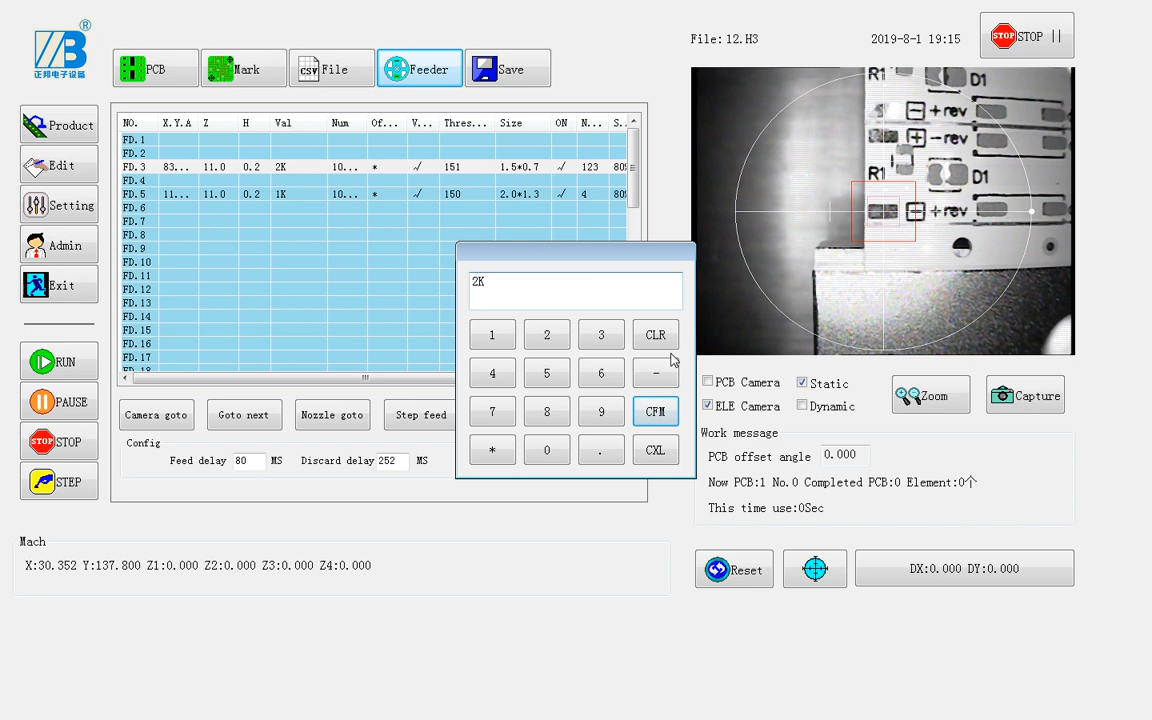 ®
正邦电子设备
PCB
Mark
CSV File
Feeder
Save
File:12.H3
2019-8-1 19:15
STOP STOP ||
Product
Edit
Setting
Admin
Exit
RUN
PAUSE
STOP STOP
STEP
NO. X.Y.A Z H Val Num Of... V... Thres... Size ON N... S..
FD.1
FD.2
FD.3 83... 11.0 0.2 2K 10... * √ 151 1.5*0.7 √ 123 80%
FD.4
FD.5 11... 11.0 0.2 1K 10... * √ 150 2.0*1.3 √ 4 80%
FD.6
FD.7
FD.8
FD.9
FD.10
FD.11
FD.12
FD.13
FD.14
FD.15
FD.16
FD.17
FD.18
Camera goto
Goto next
Nozzle goto
Step feed
Config
Feed delay 80 MS
Discard delay 252 MS
2K
1 2 3 CLR
4 5 6 -
7 8 9 CFM
* 0 . CXL
R1 D1
+rev
+ -rev
R1 D1
+rev
PCB Camera
Static
ELE Camera
Dynamic
Zoom
Capture
Work message
PCB offset angle 0.000
Now PCB:1 No.0 Completed PCB:0 Element:0个
This time use:0Sec
Mach
X:30.352 Y:137.800 Z1:0.000 Z2:0.000 Z3:0.000 Z4:0.000
Reset
DX:0.000 DY:0.000